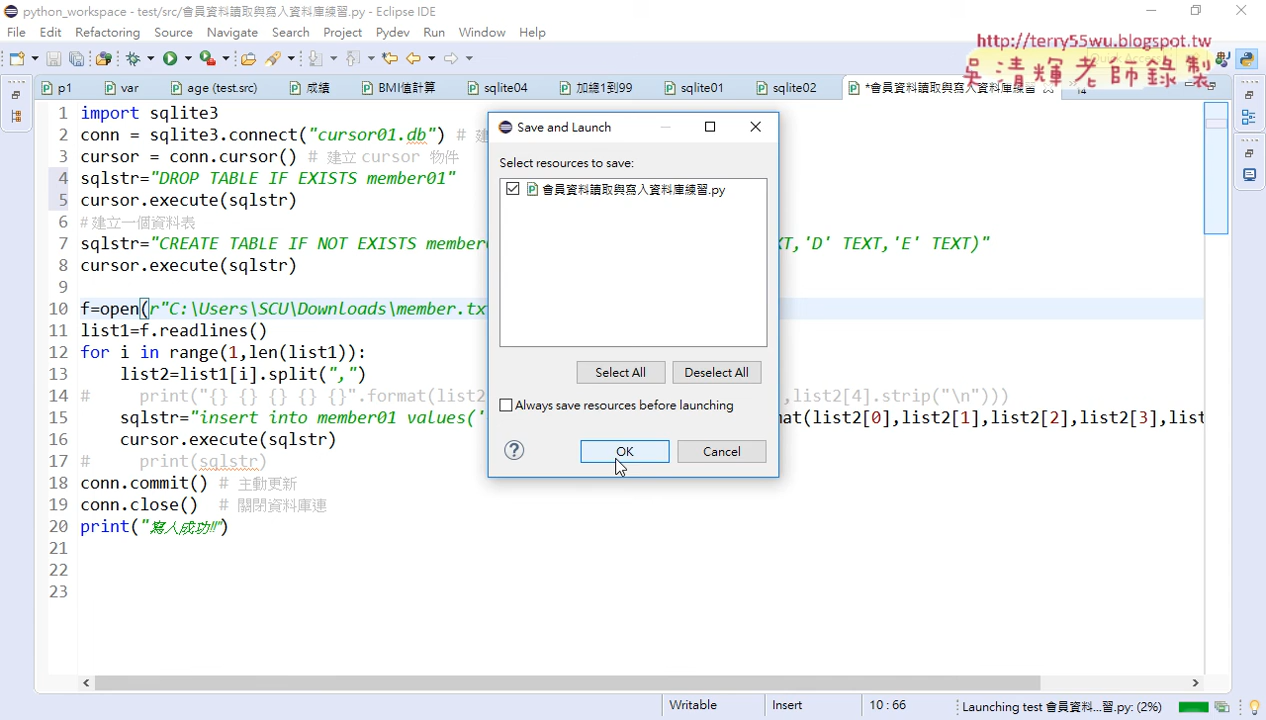 python_workspace - test/src/會員資料讀取與寫入資料庫練習.py - Eclipse IDE
File Edit Refactoring Source Navigate Search Project Pydev Run Window Help
http://terry55wu.blogspot.tw
吳清輝老師錄製
p1 var age (test.src) 成績 BMI值計算 sqlite04 加總1到99 sqlite01 sqlite02 *會員資料讀取與寫入資料庫練習
1 import sqlite3
2 conn = sqlite3.connect("cursor01.db") # 建
3 cursor = conn.cursor() # 建立 cursor 物件
4 sqlstr="DROP TABLE IF EXISTS member01"
5 cursor.execute(sqlstr)
6 #建立一個資料表
7 sqlstr="CREATE TABLE IF NOT EXISTS member XT,'D' TEXT,'E' TEXT)"
8 cursor.execute(sqlstr)
9
10 f=open(r"C:\Users\SCU\Downloads\member.tx
11 list1=f.readlines()
12 for i in range(1,len(list1)):
13 list2=list1[i].split(",")
14 # print("{} {} {} {} {}".format(list2 ,list2[4].strip("\n")))
15 sqlstr="insert into member01 values(' mat(list2[0],list2[1],list2[2],list2[3],list
16 cursor.execute(sqlstr)
17 # print(sqlstr)
18 conn.commit() # 主動更新
19 conn.close() # 關閉資料庫連
20 print("寫入成功!!")
21
22
23
Save and Launch
Select resources to save:
會員資料讀取與寫入資料庫練習.py
Select All Deselect All
Always save resources before launching
OK Cancel
Writable Insert 10 : 66 Launching test 會員資料...習.py: (2%)